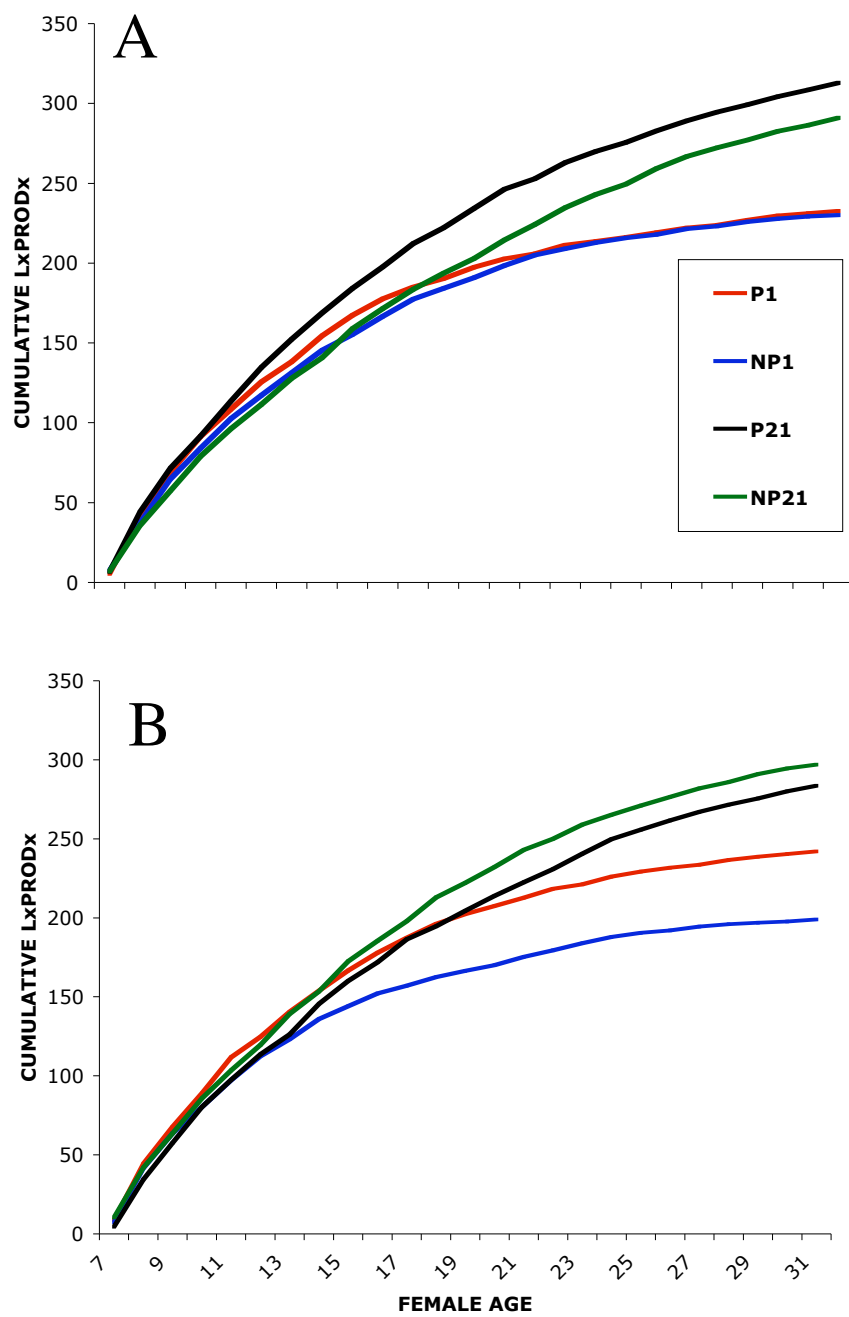 A
350
300
250
200
150
100
50
0
CUMULATIVE LxPRODx
P1
NP1
P21
NP21
B
350
300
250
200
150
100
50
0
CUMULATIVE LxPRODx
7 9 11 13 15 17 19 21 23 25 27 29 31
FEMALE AGE